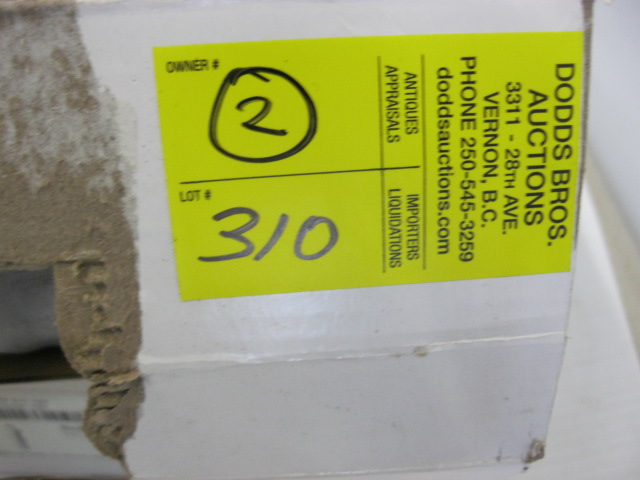 OWNER #
2
LOT #
310
ANTIQUES
APPRAISALS
IMPORTERS
LIQUIDATIONS
DODDS BROS.
AUCTIONS
3311 - 28TH AVE.
VERNON, B.C.
PHONE 250-545-3259
doddsauctions.com